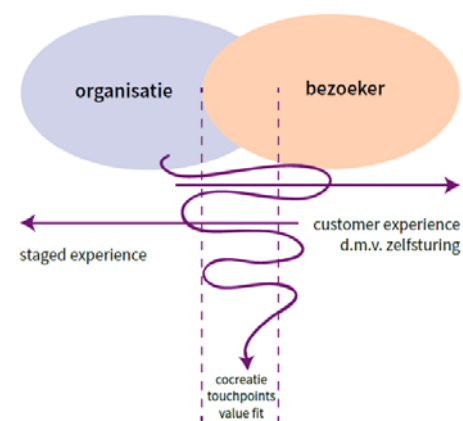 organisatie
bezoeker
customer experience
d.m.v. zelfsturing
staged experience
cocreatie
touchpoints
value fit